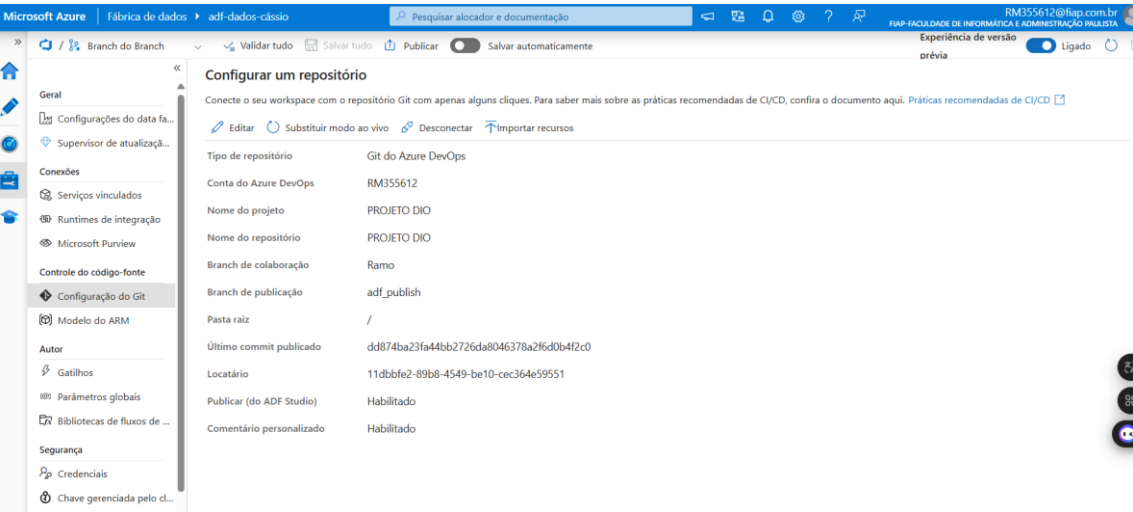 Microsoft Azure | Fábrica de dados ▸ adf-dados-cássio
Pesquisar alocador e documentação
RM355612@fiap.com.br
FIAP-FACULDADE DE INFORMÁTICA E ADMINISTRAÇÃO PAULISTA
» / Branch do Branch Validar tudo Salvar tudo Publicar Salvar automaticamente
Experiência de versão
prévia
Ligado
«
Geral
Configurações do data fa...
Supervisor de atualizaçã...
Conexões
Serviços vinculados
Runtimes de integração
Microsoft Purview
Controle do código-fonte
Configuração do Git
Modelo do ARM
Autor
Gatilhos
Parâmetros globais
Bibliotecas de fluxos de ...
Segurança
Credenciais
Chave gerenciada pelo cl...
Configurar um repositório
Conecte o seu workspace com o repositório Git com apenas alguns cliques. Para saber mais sobre as práticas recomendadas de CI/CD, confira o documento aqui. Práticas recomendadas de CI/CD
Editar Substituir modo ao vivo Desconectar Importar recursos
Tipo de repositório Git do Azure DevOps
Conta do Azure DevOps RM355612
Nome do projeto PROJETO DIO
Nome do repositório PROJETO DIO
Branch de colaboração Ramo
Branch de publicação adf_publish
Pasta raiz /
Último commit publicado dd874ba23fa44bb2726da8046378a2f6d0b4f2c0
Locatário 11dbbfe2-89b8-4549-be10-cec364e59551
Publicar (do ADF Studio) Habilitado
Comentário personalizado Habilitado